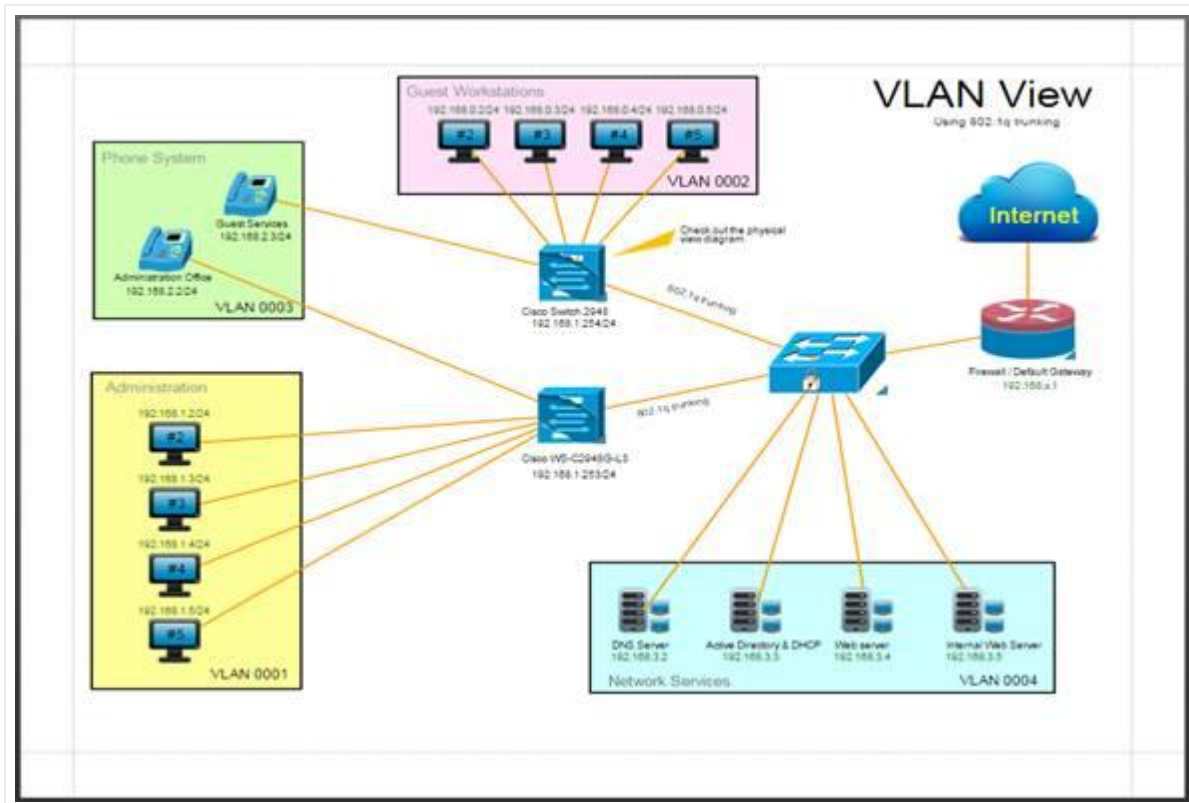 VLAN View
Using 802.1q trunking
Guest Workstations
192.168.0.2/24 192.168.0.3/24 192.168.0.4/24 192.168.0.5/24
#2 #3 #4 #5
VLAN 0002
Phone System
Guest Services
192.168.2.3/24
Administration Office
192.168.2.2/24
VLAN 0003
Check out the physical
view diagram
Internet
Cisco Switch 2948
192.168.1.254/24
802.1q trunking
Firewall / Default Gateway
192.168.x.1
Administration
192.168.1.2/24
#2
192.168.1.3/24
#3
192.168.1.4/24
#4
192.168.1.5/24
#5
VLAN 0001
802.1q trunking
Cisco WS-C2948G-L3
192.168.1.253/24
DNS Server
192.168.3.2
Active Directory & DHCP
192.168.3.3
Web server
192.168.3.4
Internal Web Server
192.168.3.5
Network Services
VLAN 0004